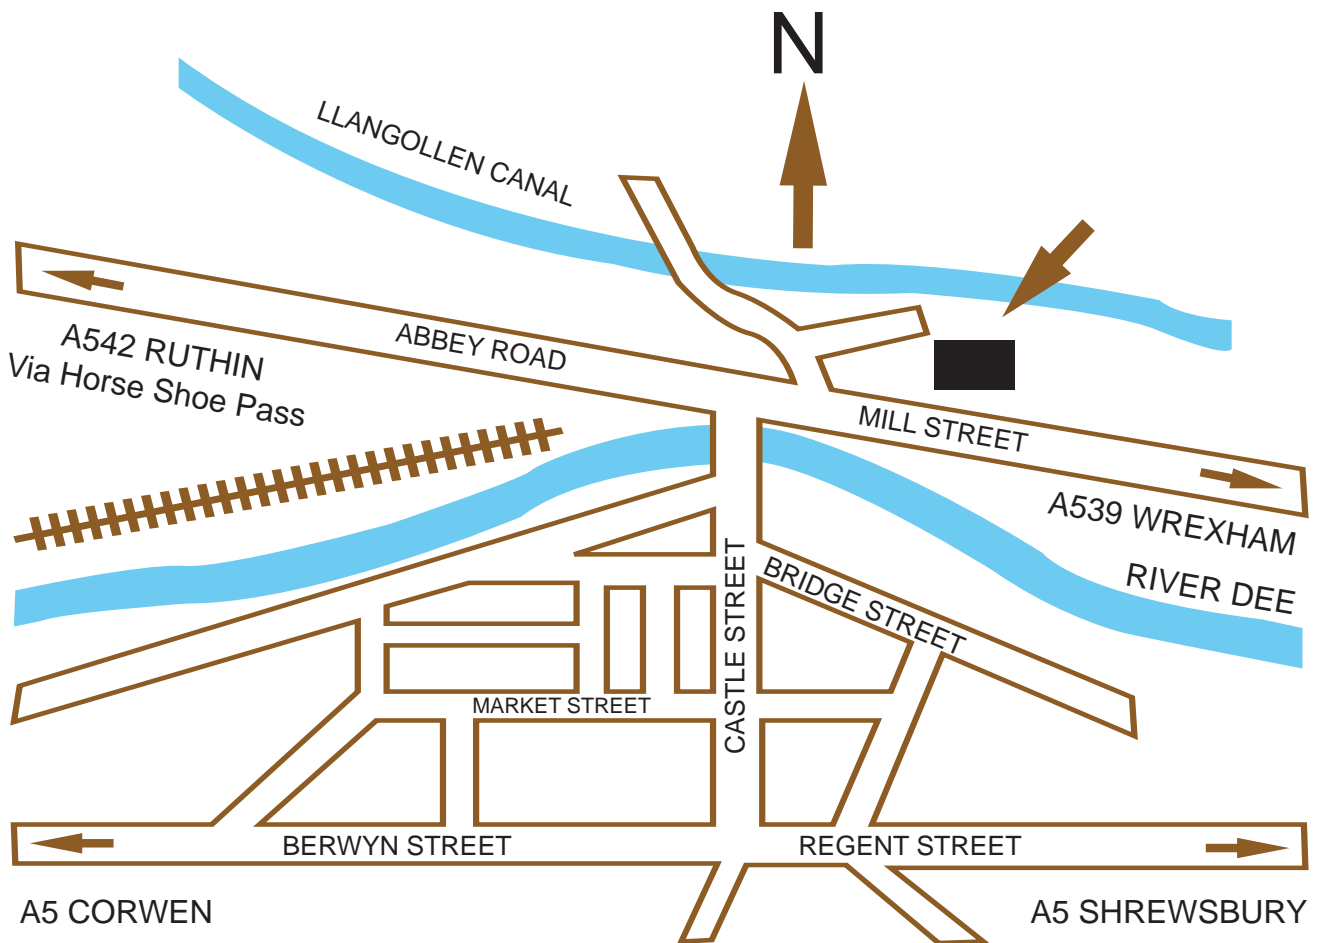 N
LLANGOLLEN CANAL
ABBEY ROAD
A542 RUTHIN
Via Horse Shoe Pass
MILL STREET
A539 WREXHAM
RIVER DEE
BRIDGE STREET
CASTLE STREET
MARKET STREET
BERWYN STREET
REGENT STREET
A5 CORWEN
A5 SHREWSBURY